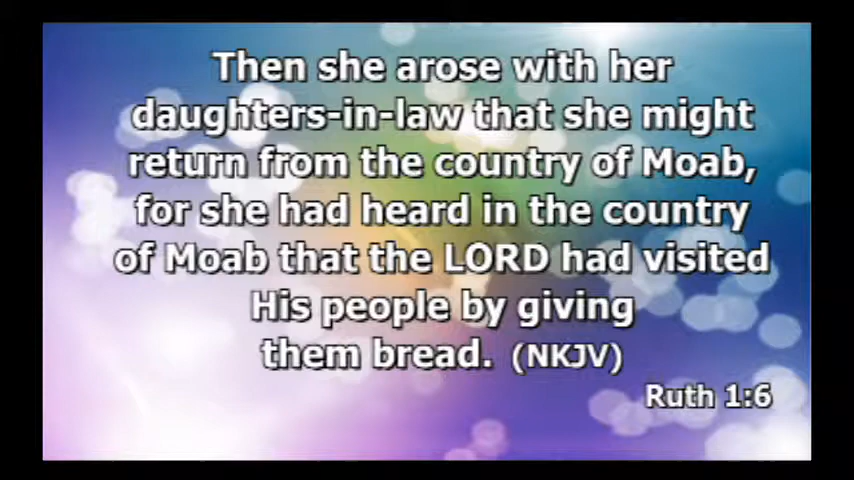 Then she arose with her
daughters-in-law that she might
return from the country of Moab,
for she had heard in the country
of Moab that the LORD had visited
His people by giving
them bread. (NKJV)
Ruth 1:6